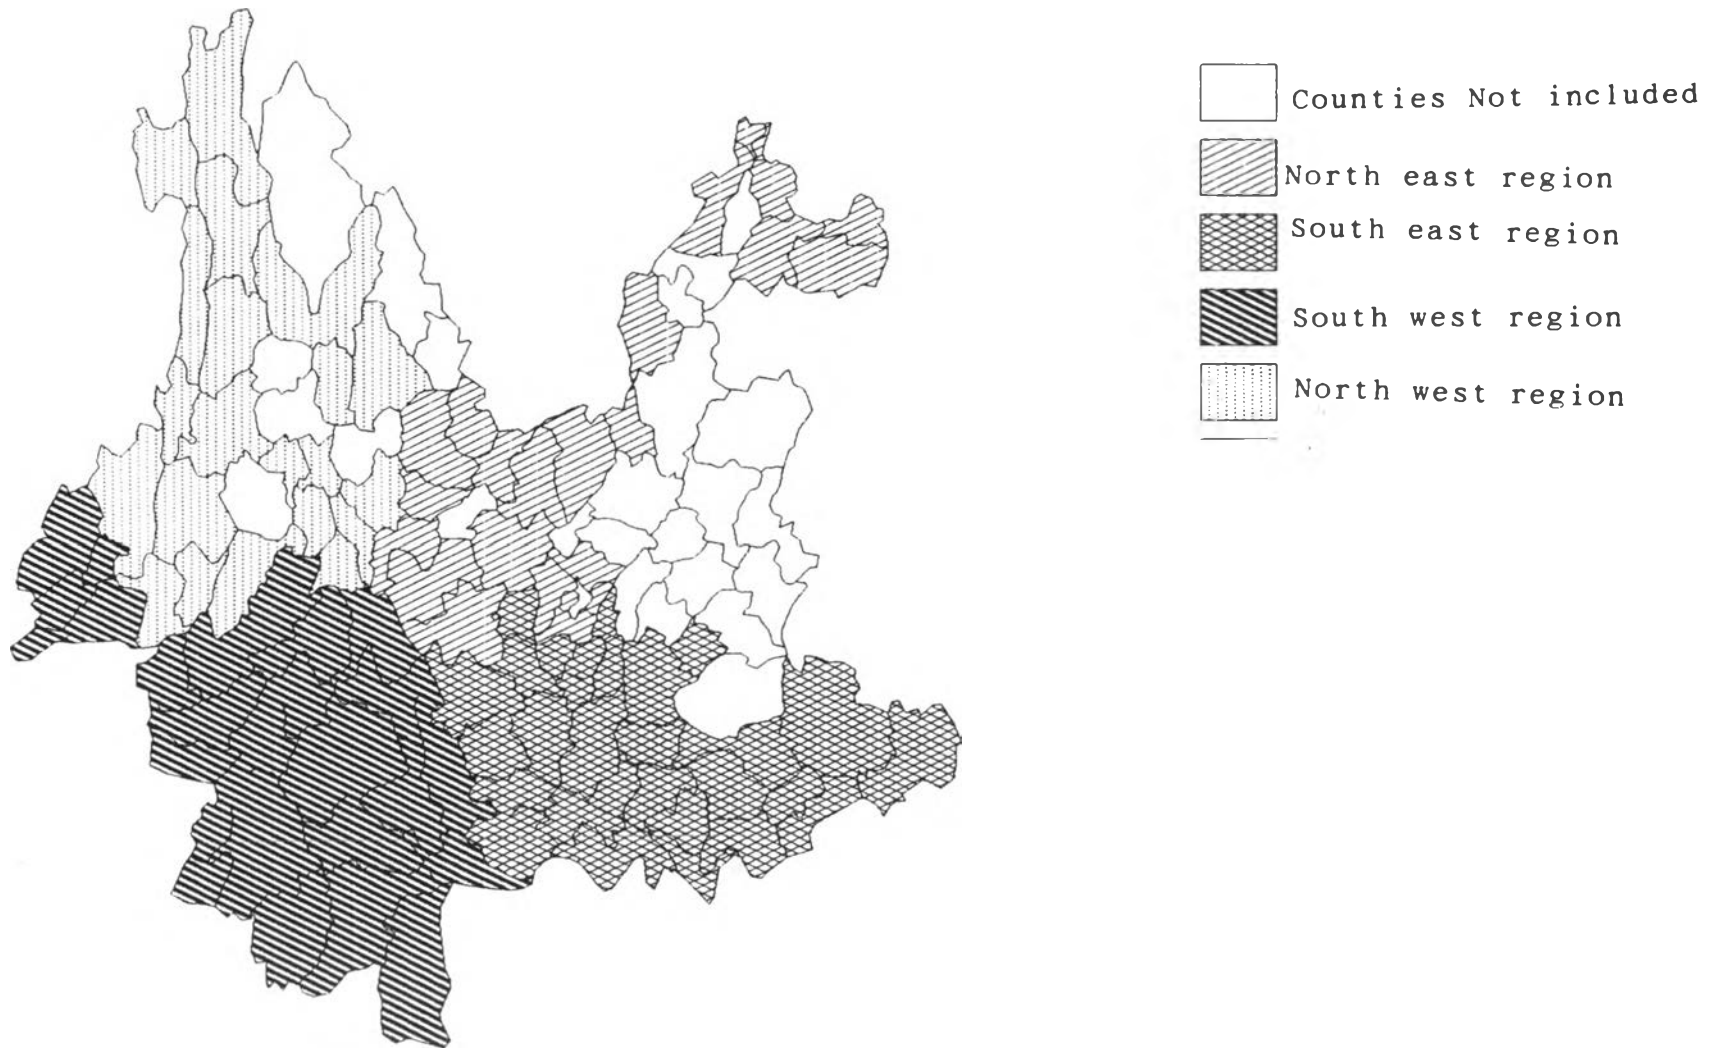 Counties Not included
North east region
South east region
South west region
North west region